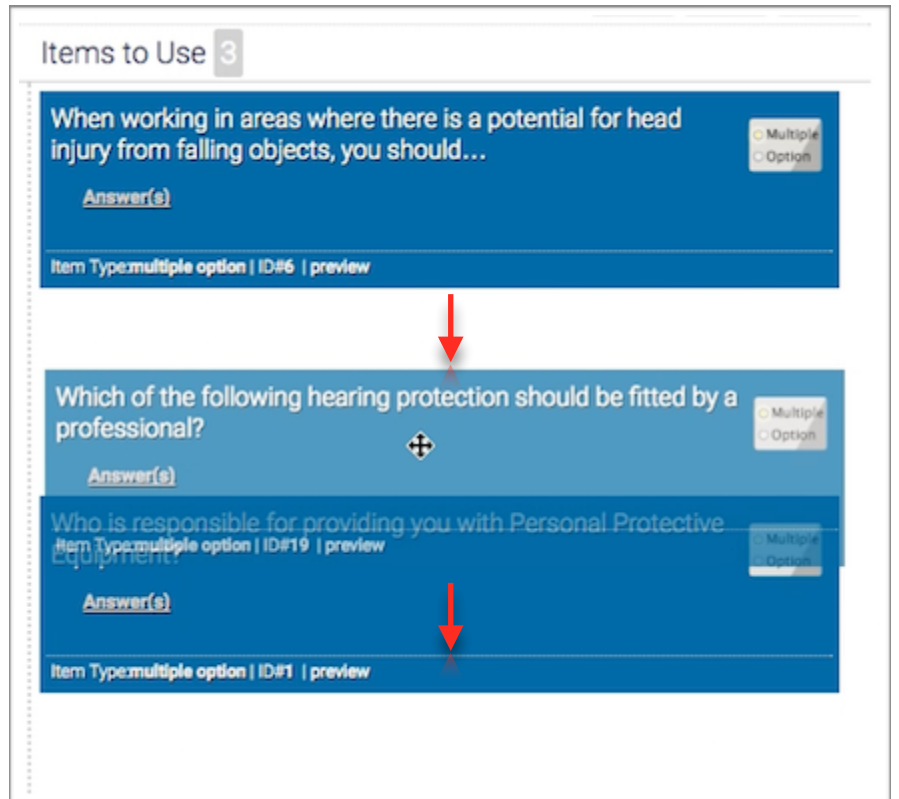 Items to Use 3
When working in areas where there is a potential for head
injury from falling objects, you should...
Multiple
Option
Answer(s)
Item Type:multiple option | ID#6 | preview
Which of the following hearing protection should be fitted by a
professional?
Multiple
Option
Answer(s)
Who is responsible for providing you with Personal Protective
Item Type:multiple option | ID#19 | preview
Equipment?
Multiple
Option
Answer(s)
Item Type:multiple option | ID#1 | preview